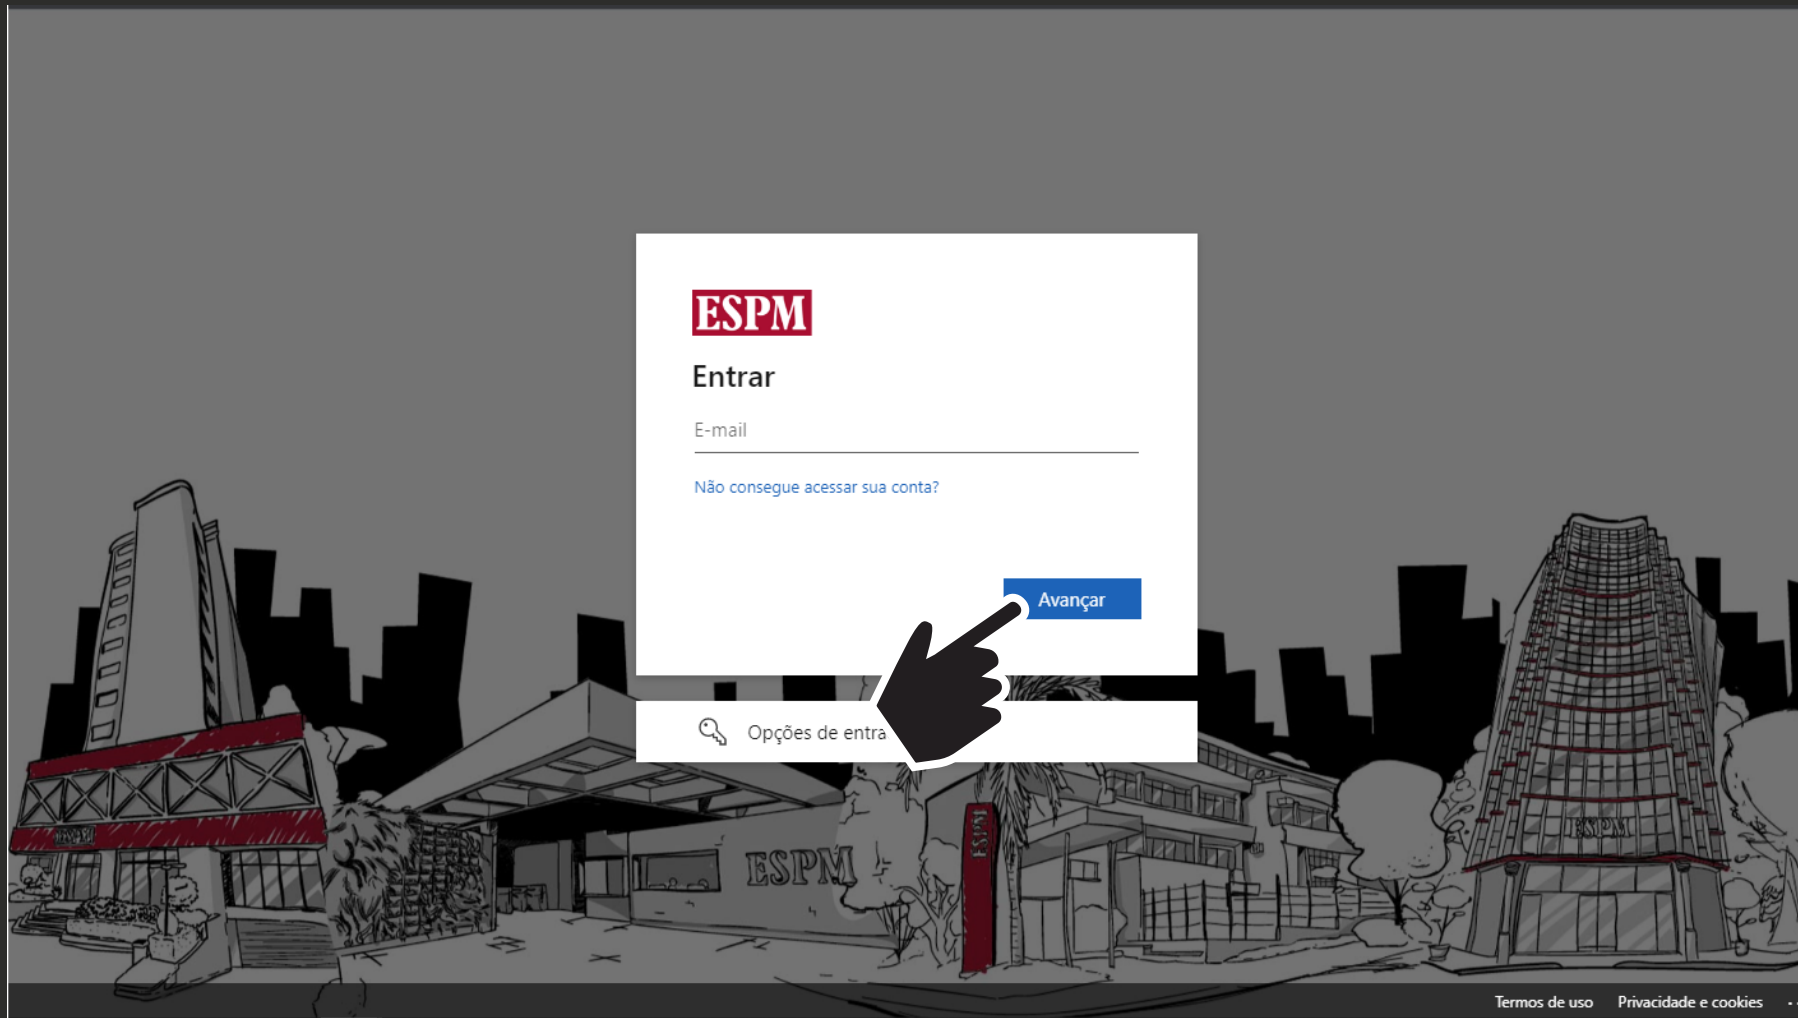 ESPM
Entrar
E-mail
Não consegue acessar sua conta?
Avançar
Opções de entra
ESPM
ESPM
ESPM
ESPM
Termos de uso Privacidade e cookies